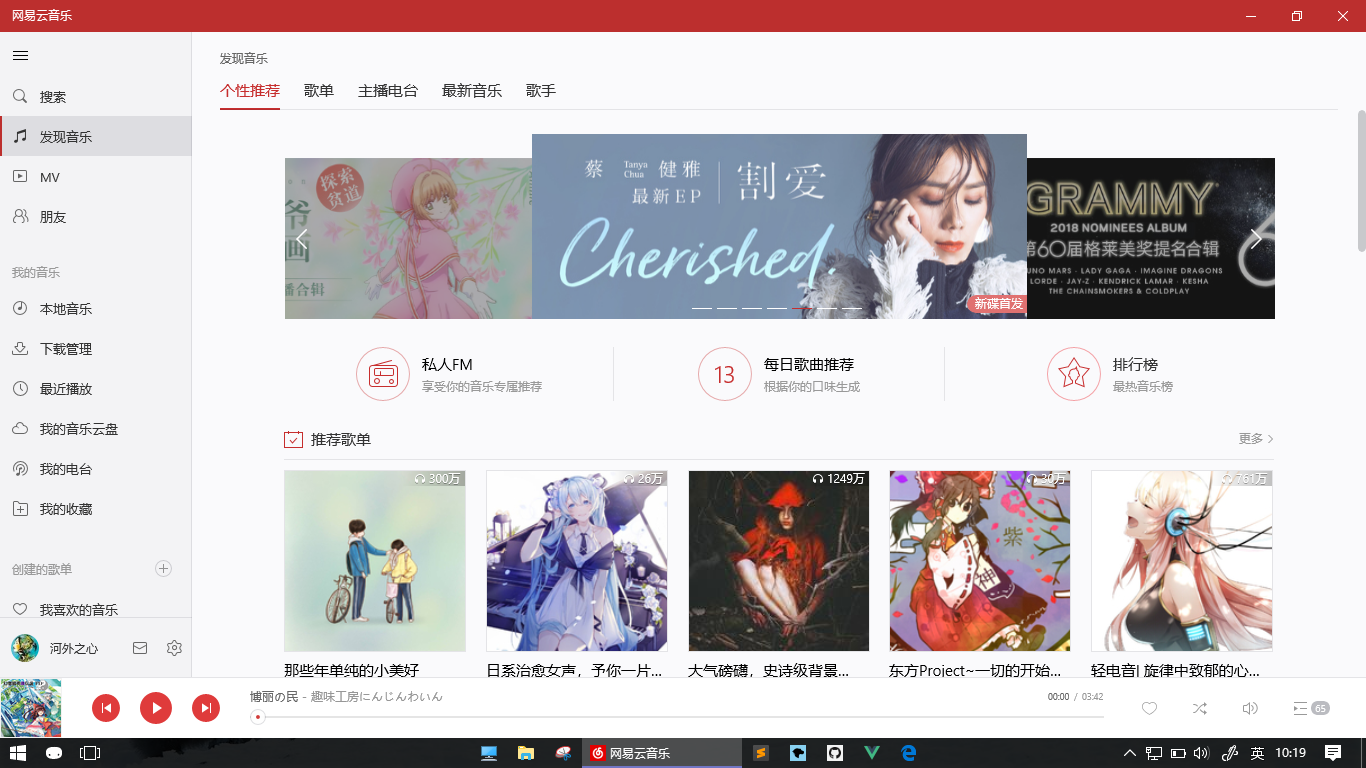 网易云音乐
搜索
发现音乐
MV
朋友
我的音乐
本地音乐
下载管理
最近播放
我的音乐云盘
我的电台
我的收藏
创建的歌单
我喜欢的音乐
河外之心
发现音乐
个性推荐 歌单 主播电台 最新音乐 歌手
探索
贫道
播合辑
蔡 Tanya Chua 健雅
最新EP
割爱
Cherished.
新碟首发
GRAMMY
2018 NOMINEES ALBUM
第60届格莱美奖提名合辑
UNO MARS · LADY GAGA · IMAGINE DRAGONS
LORDE · JAY-Z · KENDRICK LAMAR · KESHA
THE CHAINSMOKERS & COLDPLAY
私人FM
享受你的音乐专属推荐
13
每日歌曲推荐
根据你的口味生成
排行榜
最热音乐榜
推荐歌单
更多
300万
26万
1249万
30万
761万
紫
神
那些年单纯的小美好
日系治愈女声，予你一片...
大气磅礴，史诗级背景...
东方Project~一切的开始...
轻电音| 旋律中致郁的心...
博丽の民 - 趣味工房にんじんわいん
00:00 / 03:42
65
网易云音乐
英
10:19